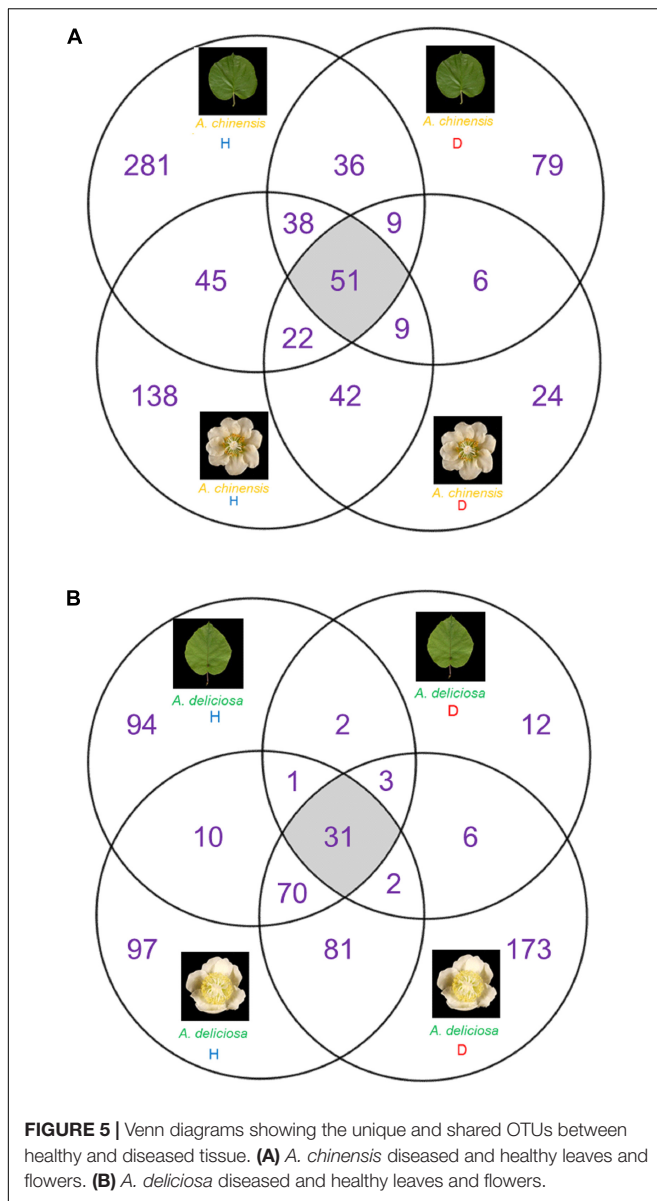 A
A. chinensis
H
A. chinensis
D
281
36
79
38
9
45
51
6
22
9
138
42
24
A. chinensis
H
A. chinensis
D
B
A. deliciosa
H
A. deliciosa
D
94
2
12
1
3
10
31
6
70
2
97
81
173
A. deliciosa
H
A. deliciosa
D
FIGURE 5 | Venn diagrams showing the unique and shared OTUs between
healthy and diseased tissue. (A) A. chinensis diseased and healthy leaves and
flowers. (B) A. deliciosa diseased and healthy leaves and flowers.